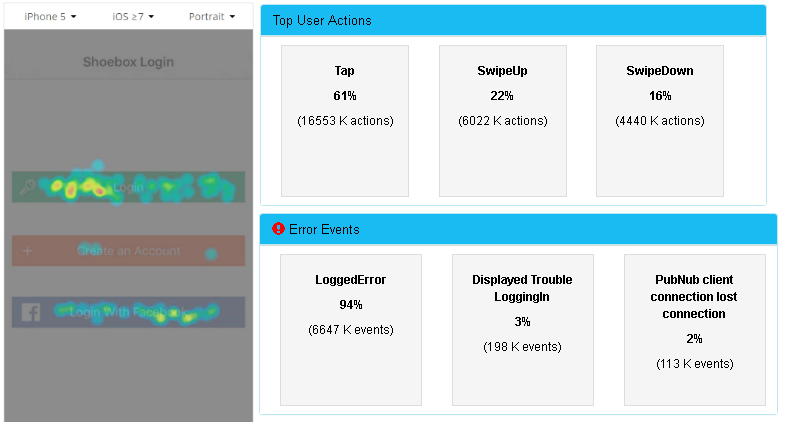 iPhone 5 iOS ≥7 Portrait
Shoebox Login
Login
Create an Account
Login With Facebook
Top User Actions
Tap
61%
(16553 K actions)
SwipeUp
22%
(6022 K actions)
SwipeDown
16%
(4440 K actions)
Error Events
LoggedError
94%
(6647 K events)
Displayed Trouble
LoggingIn
3%
(198 K events)
PubNub client
connection lost
connection
2%
(113 K events)